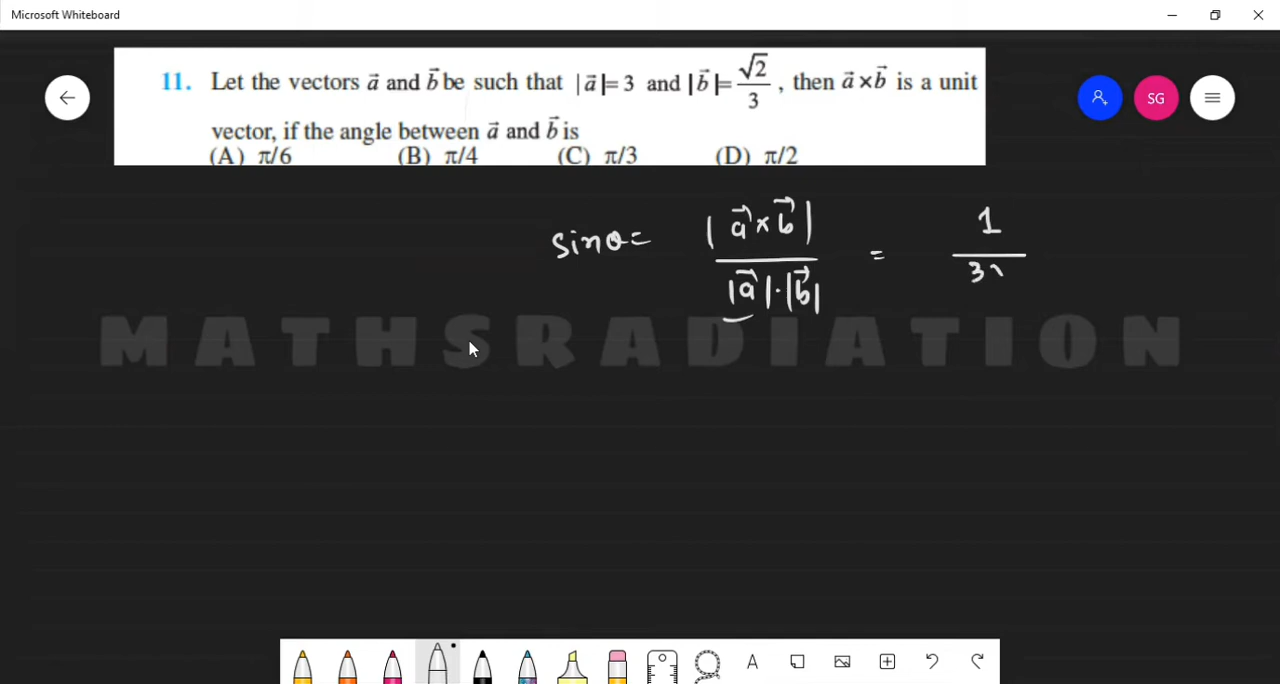 Microsoft Whiteboard
11. Let the vectors a⃗ and b⃗ be such that |a⃗|=3 and |b⃗|=√2/3, then a⃗×b⃗ is a unit
vector, if the angle between a⃗ and b⃗ is
(A) π/6 (B) π/4 (C) π/3 (D) π/2
SG
sinθ= |a⃗×b⃗| / |a⃗|·|b⃗| = 1 / 3
MATHSRADIATION
A